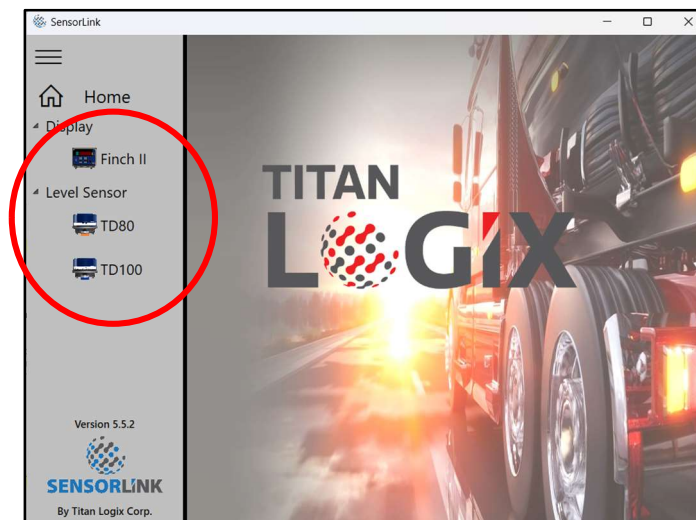 SensorLink
Home
Display
Finch II
Level Sensor
TD80
TD100
TITAN
LOGIX
Version 5.5.2
SENSORLINK
By Titan Logix Corp.